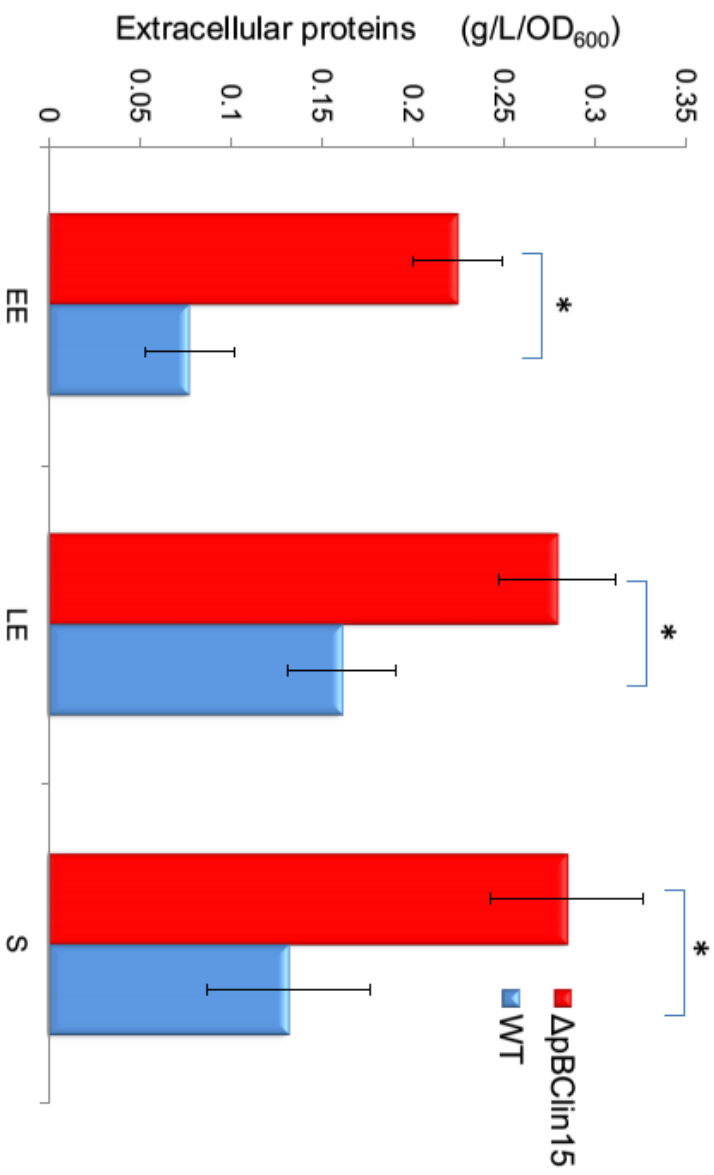 Extracellular proteins (g/L/OD600)
0.35
0.3
0.25
0.2
0.15
0.1
0.05
0
*
*
*
ΔpBClin15
WT
EE
LE
S